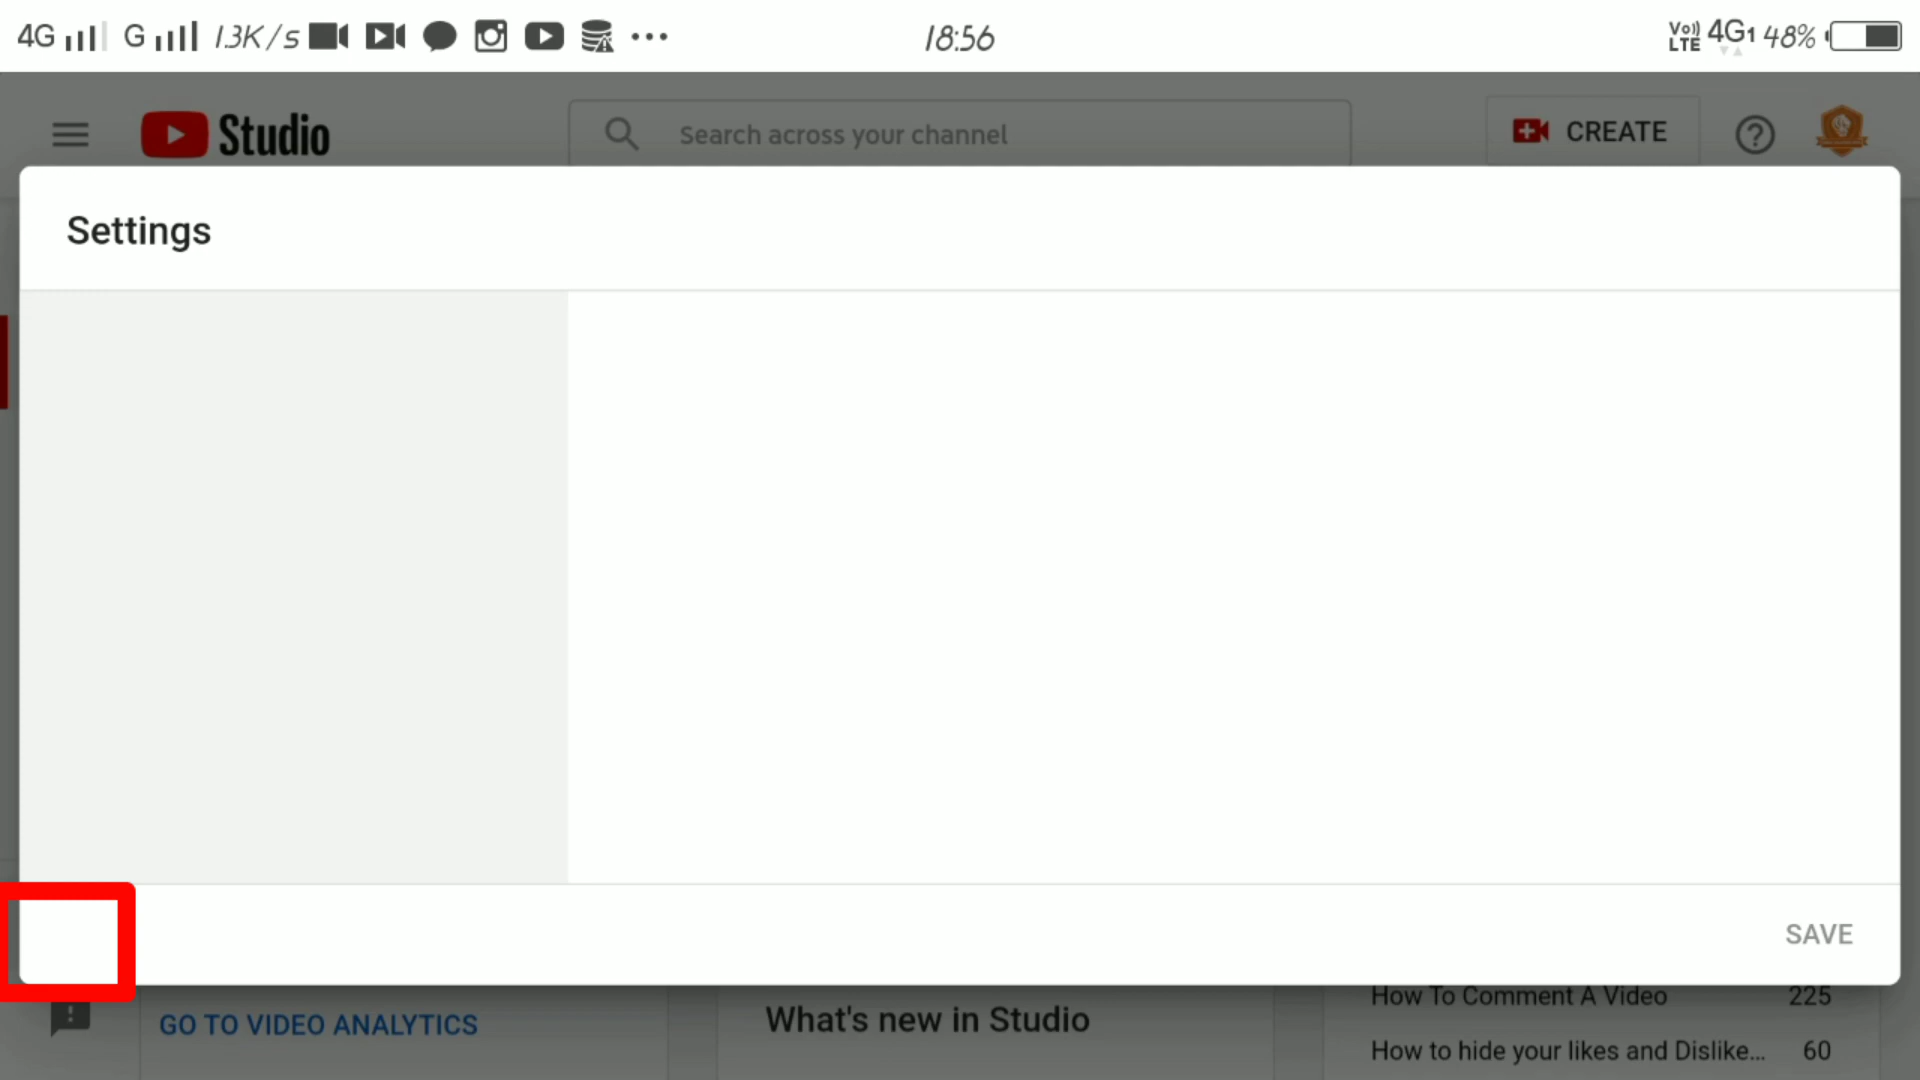 4G G 1.3K/s 18:56 Vo)) LTE 4G1 48%
Studio Search across your channel CREATE
Settings
SAVE
GO TO VIDEO ANALYTICS
What's new in Studio
How To Comment A Video 225
How to hide your likes and Dislike... 60